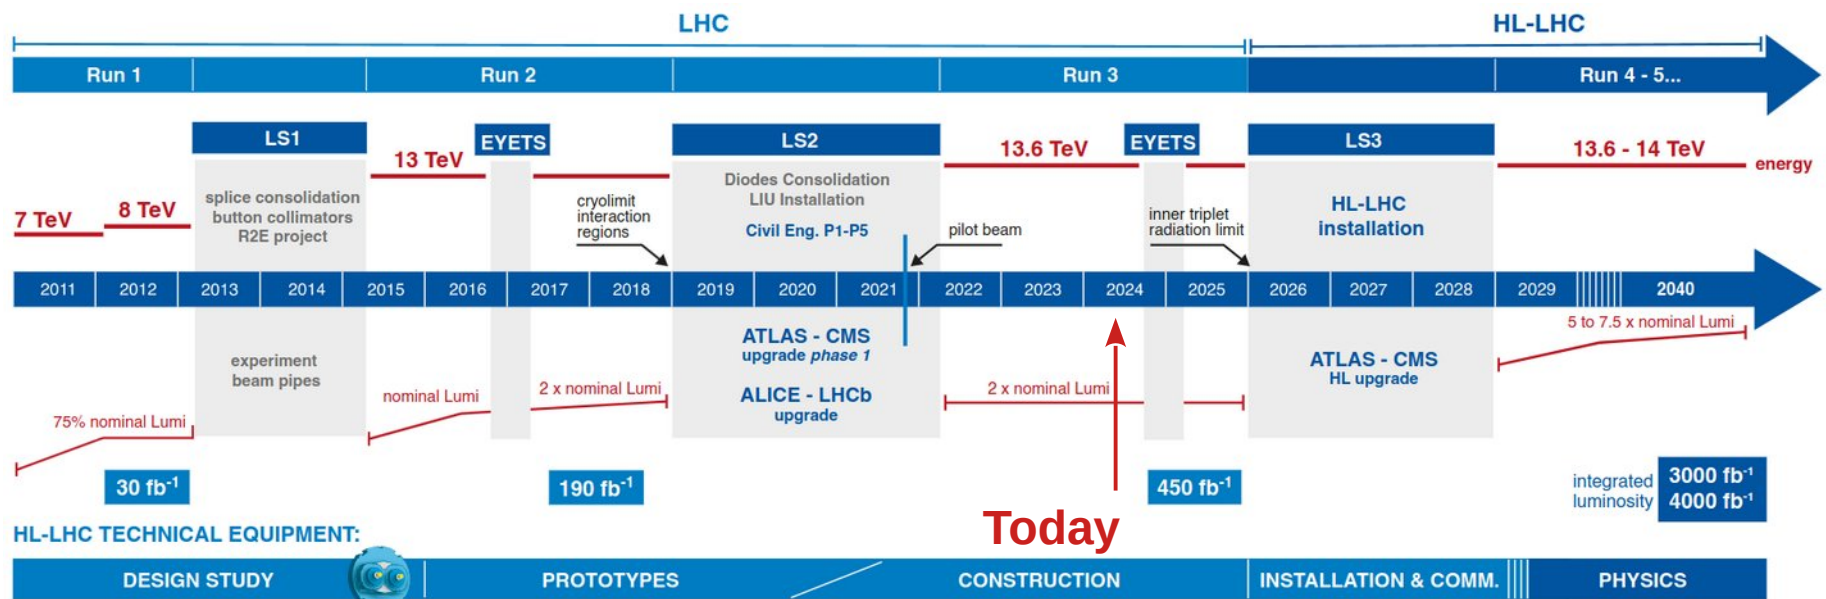 LHC
HL-LHC
Run 1
Run 2
Run 3
Run 4 - 5...
LS1
EYETS
LS2
EYETS
LS3
13 TeV
13.6 TeV
13.6 - 14 TeV
energy
7 TeV
8 TeV
splice consolidation
button collimators
R2E project
cryolimit
interaction
regions
Diodes Consolidation
LIU Installation
Civil Eng. P1-P5
pilot beam
inner triplet
radiation limit
HL-LHC
installation
2011
2012
2013
2014
2015
2016
2017
2018
2019
2020
2021
2022
2023
2024
2025
2026
2027
2028
2029
2040
5 to 7.5 x nominal Lumi
experiment
beam pipes
ATLAS - CMS
upgrade phase 1
ALICE - LHCb
upgrade
ATLAS - CMS
HL upgrade
75% nominal Lumi
nominal Lumi
2 x nominal Lumi
2 x nominal Lumi
30 fb⁻¹
190 fb⁻¹
450 fb⁻¹
integrated
luminosity
3000 fb⁻¹
4000 fb⁻¹
Today
HL-LHC TECHNICAL EQUIPMENT:
DESIGN STUDY
PROTOTYPES
CONSTRUCTION
INSTALLATION & COMM.
PHYSICS